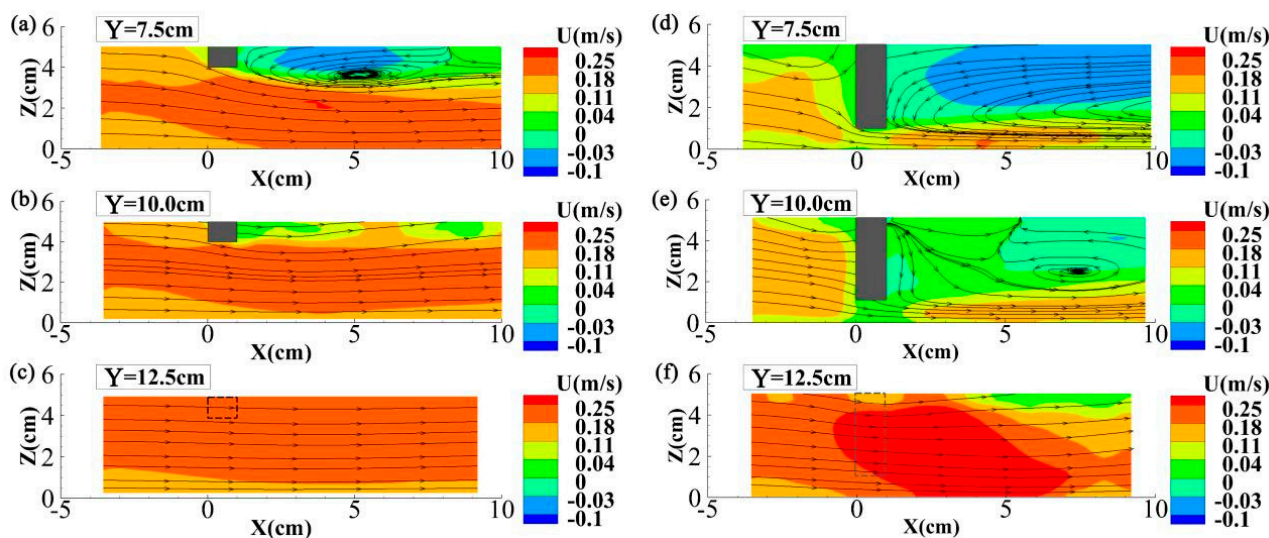 (a) Y=7.5cm
U(m/s)
6
4
2
0
Z(cm)
-5 0 5 10
X(cm)
0.25
0.18
0.11
0.04
0
-0.03
-0.1
(b) Y=10.0cm
U(m/s)
6
4
2
0
Z(cm)
-5 0 5 10
X(cm)
0.25
0.18
0.11
0.04
0
-0.03
-0.1
(c) Y=12.5cm
U(m/s)
6
4
2
0
Z(cm)
-5 0 5 10
X(cm)
0.25
0.18
0.11
0.04
0
-0.03
-0.1
(d) Y=7.5cm
U(m/s)
6
4
2
0
Z(cm)
-5 0 5 10
X(cm)
0.25
0.18
0.11
0.04
0
-0.03
-0.1
(e) Y=10.0cm
U(m/s)
6
4
2
0
Z(cm)
-5 0 5 10
X(cm)
0.25
0.18
0.11
0.04
0
-0.03
-0.1
(f) Y=12.5cm
U(m/s)
6
4
2
0
Z(cm)
-5 0 5 10
X(cm)
0.25
0.18
0.11
0.04
0
-0.03
-0.1